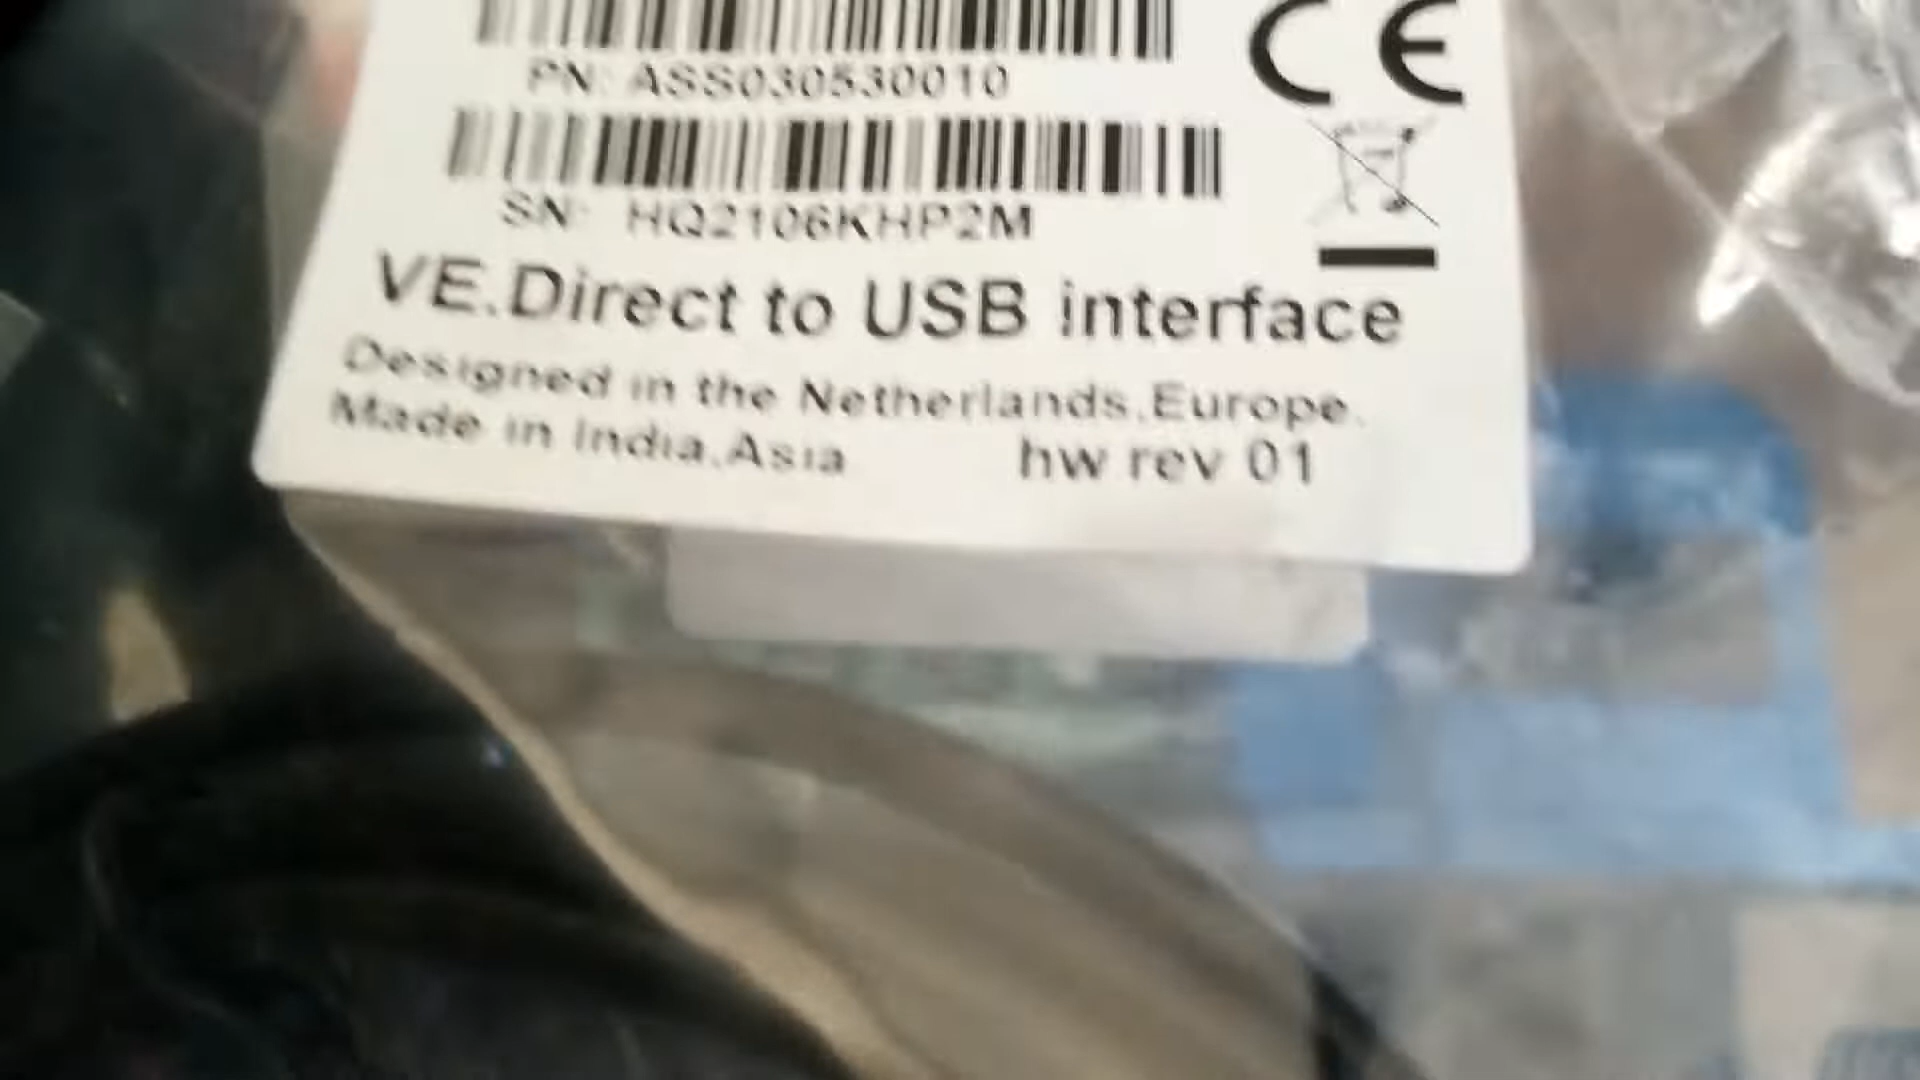 CE
PN: ASS030530010
SN: HQ2106KHP2M
VE.Direct to USB interface
Designed in the Netherlands,Europe.
Made in India,Asia hw rev 01